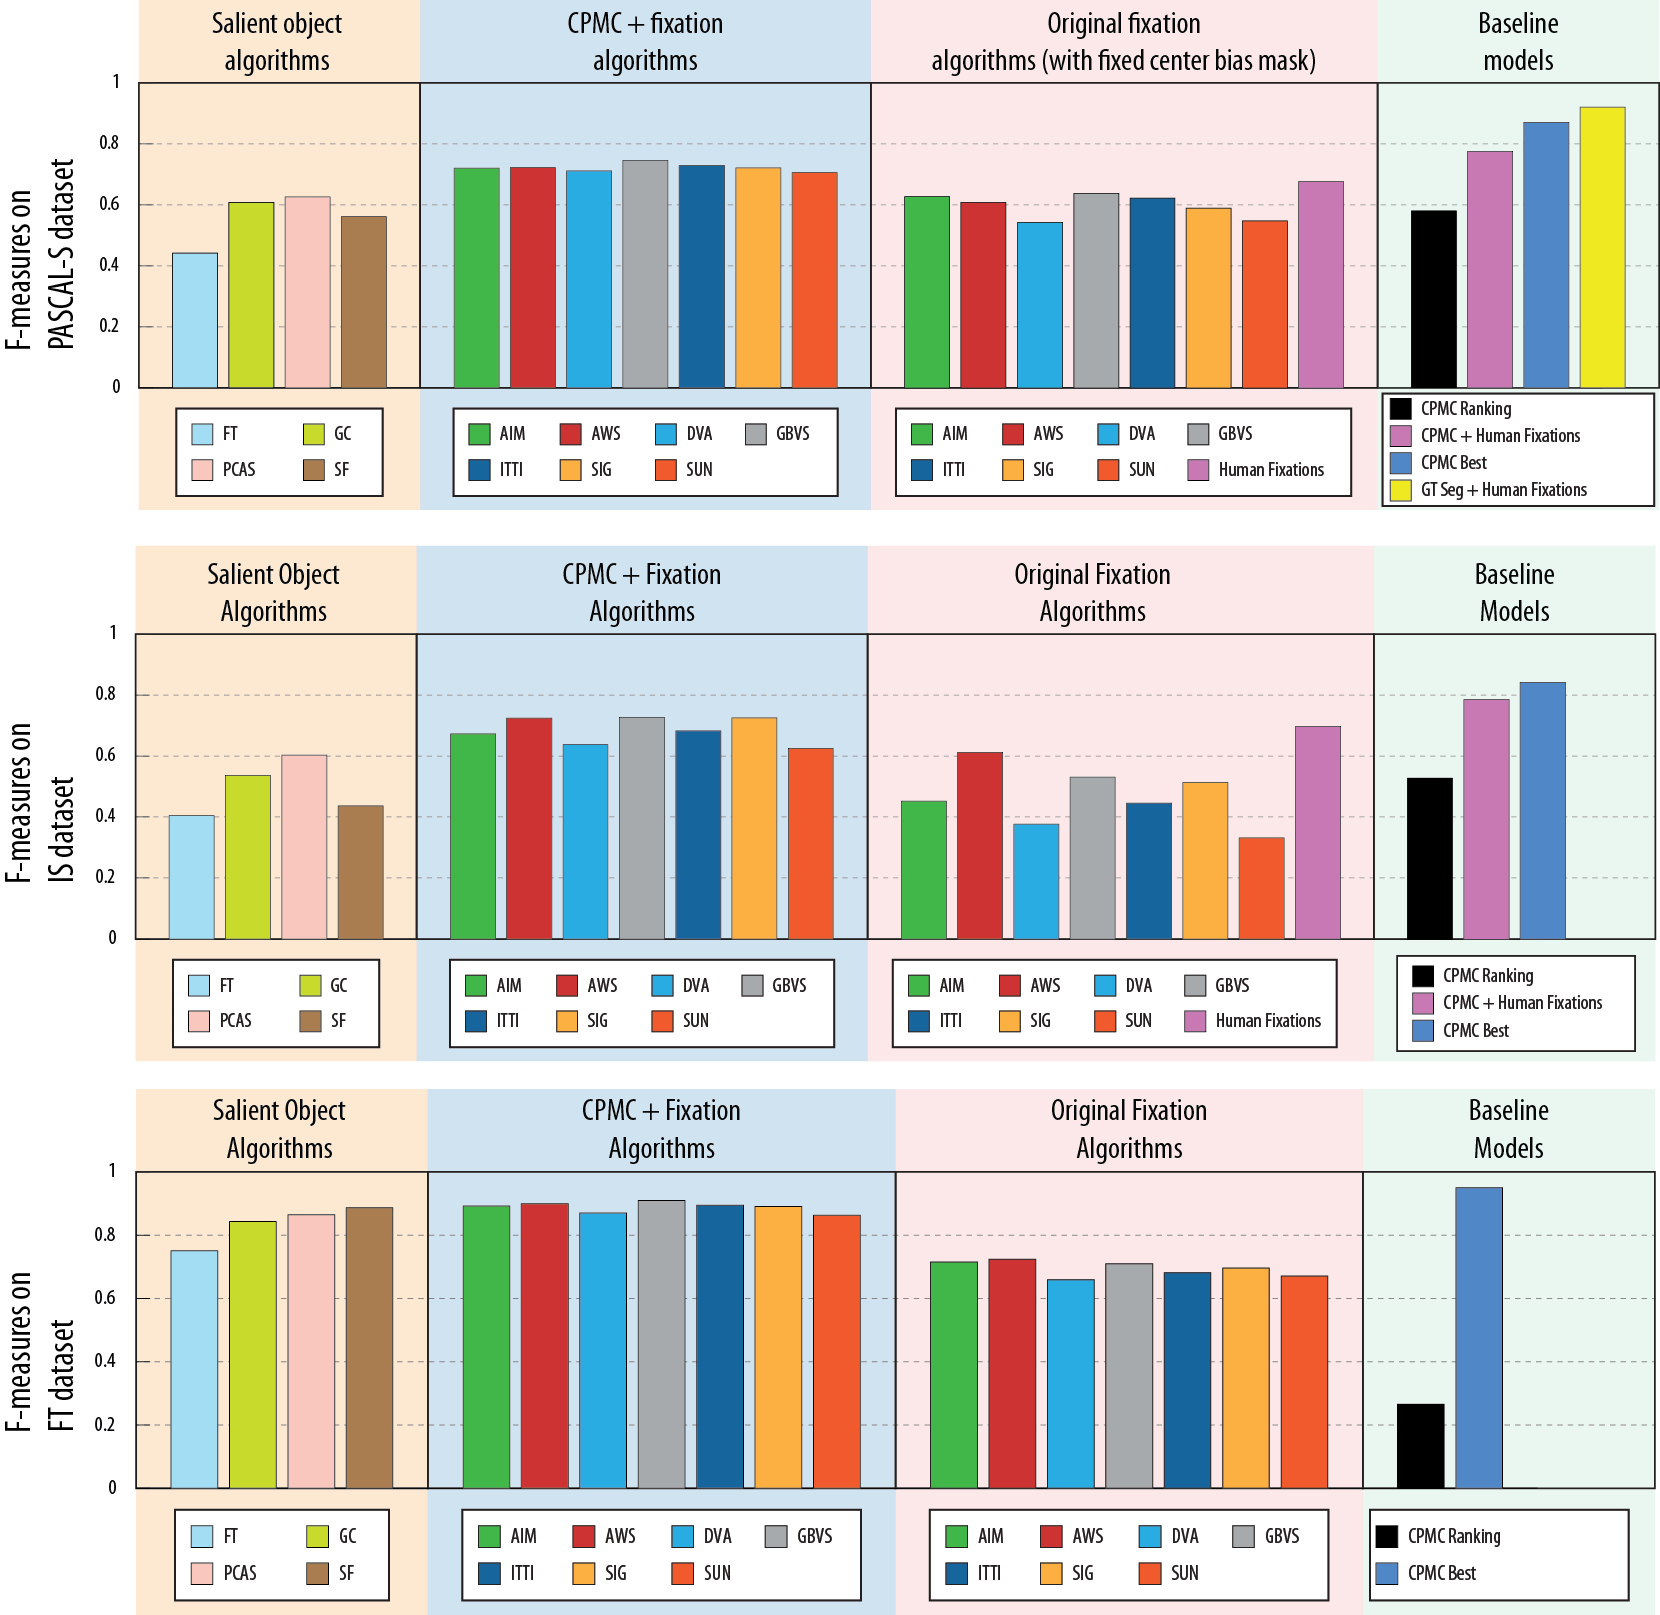 Salient object
algorithms
CPMC + fixation
algorithms
Original fixation
algorithms (with fixed center bias mask)
Baseline
models
F-measures on
PASCAL-S dataset
1
0.8
0.6
0.4
0.2
0
FT GC
PCAS SF
AIM AWS DVA GBVS
ITTI SIG SUN
AIM AWS DVA GBVS
ITTI SIG SUN Human Fixations
CPMC Ranking
CPMC + Human Fixations
CPMC Best
GT Seg + Human Fixations
Salient Object
Algorithms
CPMC + Fixation
Algorithms
Original Fixation
Algorithms
Baseline
Models
F-measures on
IS dataset
1
0.8
0.6
0.4
0.2
0
FT GC
PCAS SF
AIM AWS DVA GBVS
ITTI SIG SUN
AIM AWS DVA GBVS
ITTI SIG SUN Human Fixations
CPMC Ranking
CPMC + Human Fixations
CPMC Best
Salient Object
Algorithms
CPMC + Fixation
Algorithms
Original Fixation
Algorithms
Baseline
Models
F-measures on
FT dataset
1
0.8
0.6
0.4
0.2
0
FT GC
PCAS SF
AIM AWS DVA GBVS
ITTI SIG SUN
AIM AWS DVA GBVS
ITTI SIG SUN
CPMC Ranking
CPMC Best